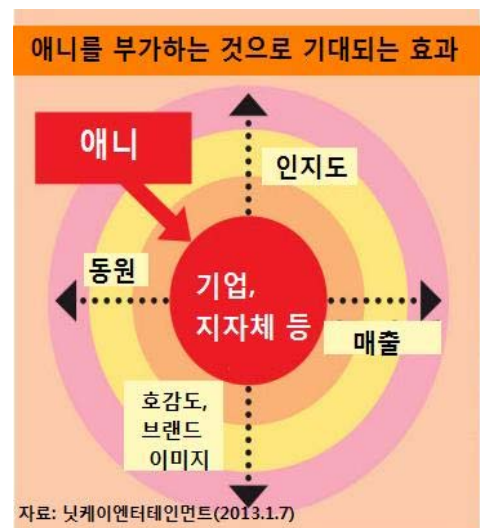 애니를 부가하는 것으로 기대되는 효과
애니
인지도
동원
기업,
지자체 등
매출
호감도,
브랜드
이미지
자료: 닛케이엔터테인먼트(2013.1.7)